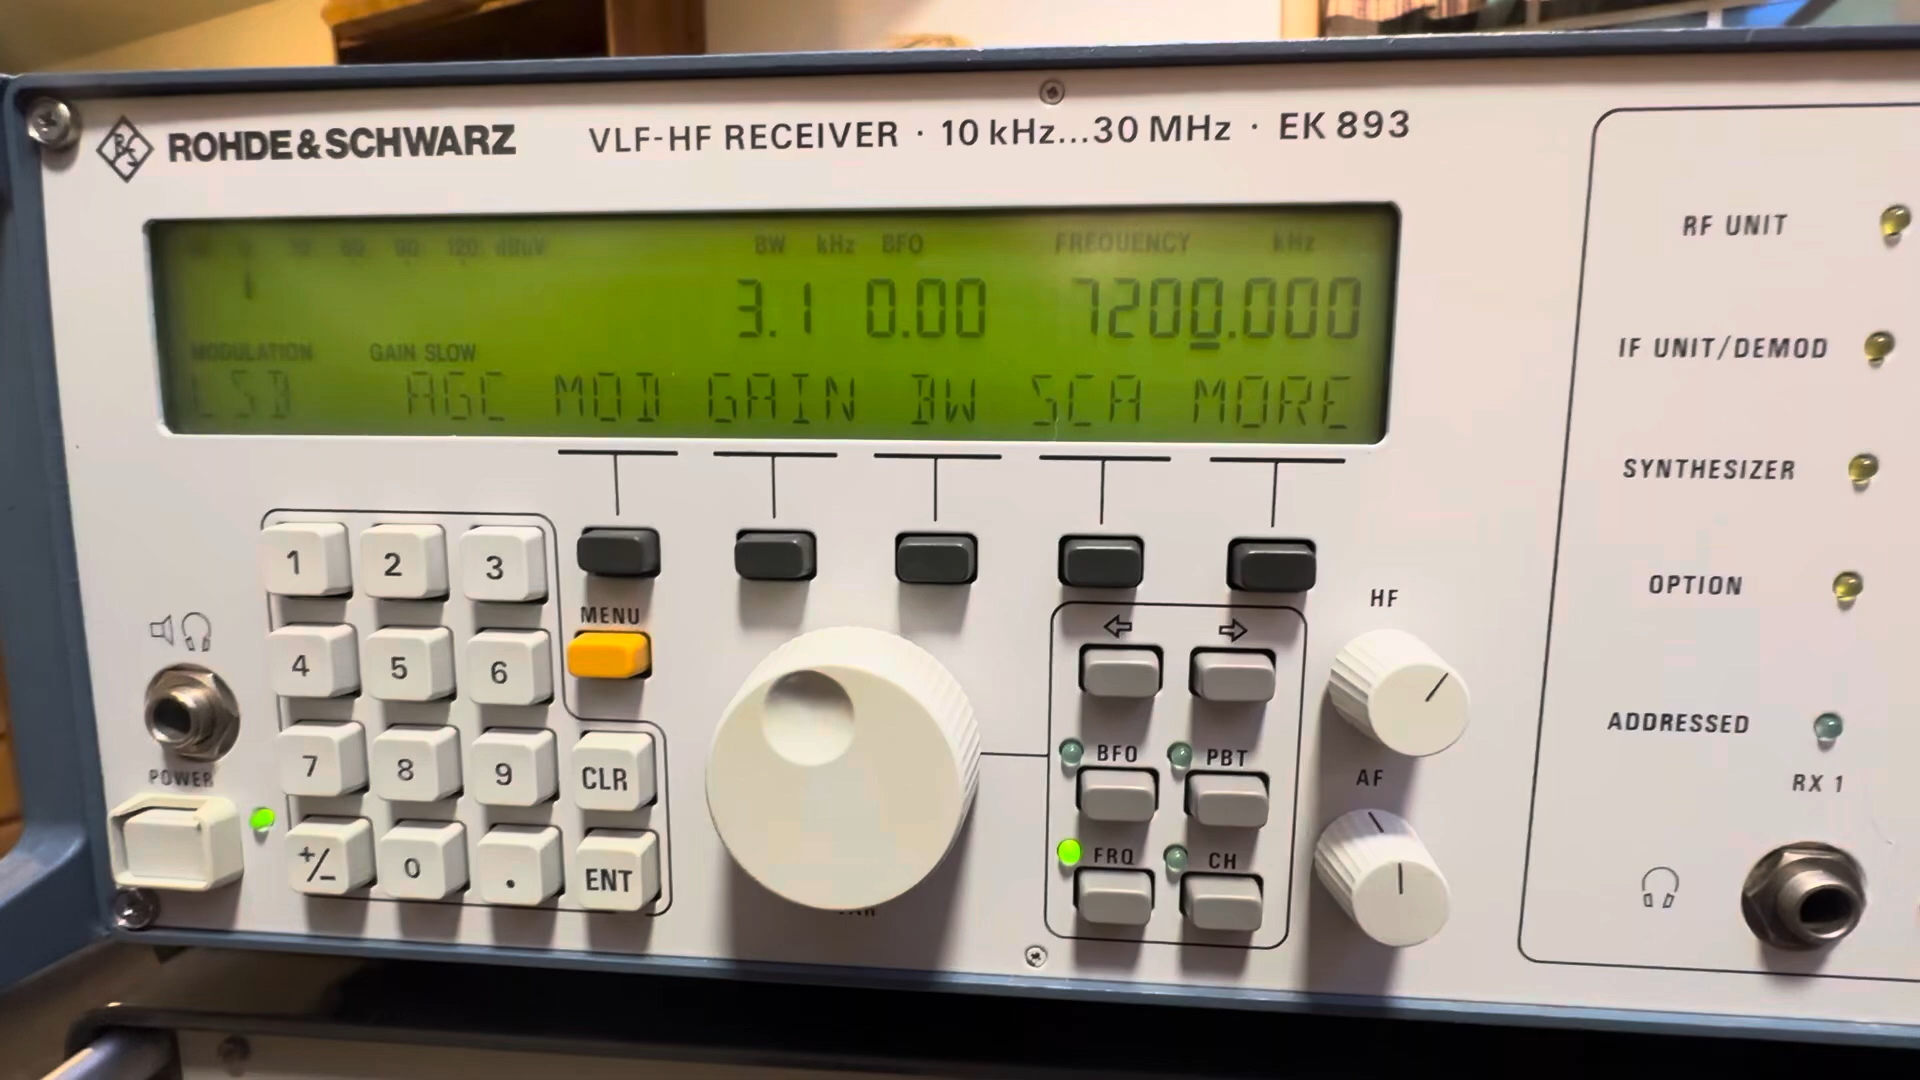 ROHDE & SCHWARZ
VLF-HF RECEIVER · 10 kHz...30 MHz · EK 893
120 dBµV
BW kHz BFO FREQUENCY kHz
3.1 0.00 7200.000
MODULATION GAIN SLOW
LSB AGC MOD GAIN BW SCA MORE
1 2 3
4 5 6
7 8 9 CLR
+/- 0 . ENT
MENU
POWER
BFO PBT
FRQ CH
HF
AF
RF UNIT
IF UNIT/DEMOD
SYNTHESIZER
OPTION
ADDRESSED
RX 1